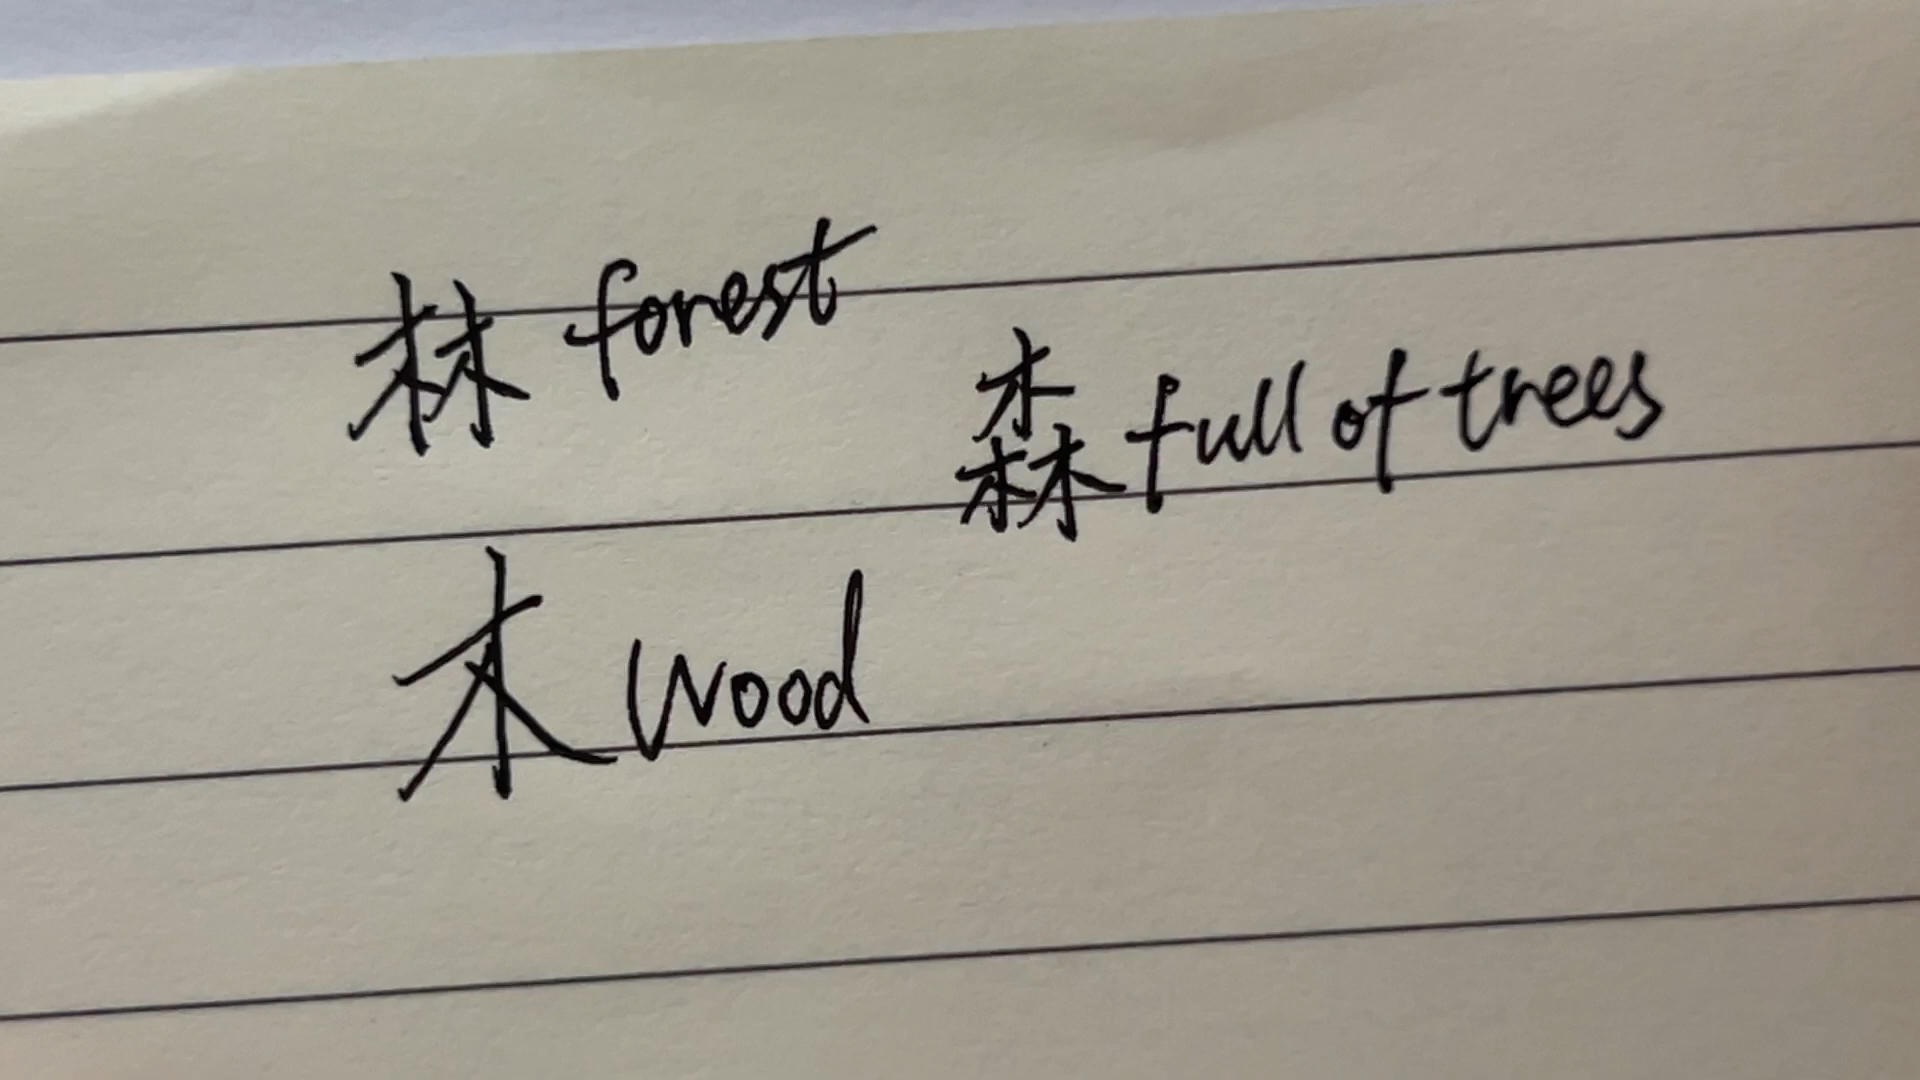 林 forest
森 full of trees
木 wood